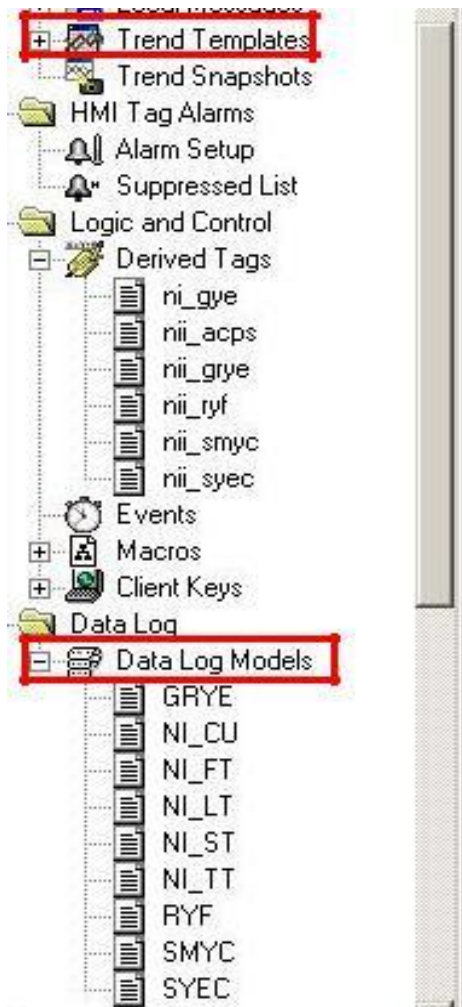 Local Messages
Trend Templates
Trend Snapshots
HMI Tag Alarms
Alarm Setup
Suppressed List
Logic and Control
Derived Tags
ni_gye
nii_acps
nii_grye
nii_ryf
nii_smyc
nii_syec
Events
Macros
Client Keys
Data Log
Data Log Models
GRYE
NI_CU
NI_FT
NI_LT
NI_ST
NI_TT
RYF
SMYC
SYEC